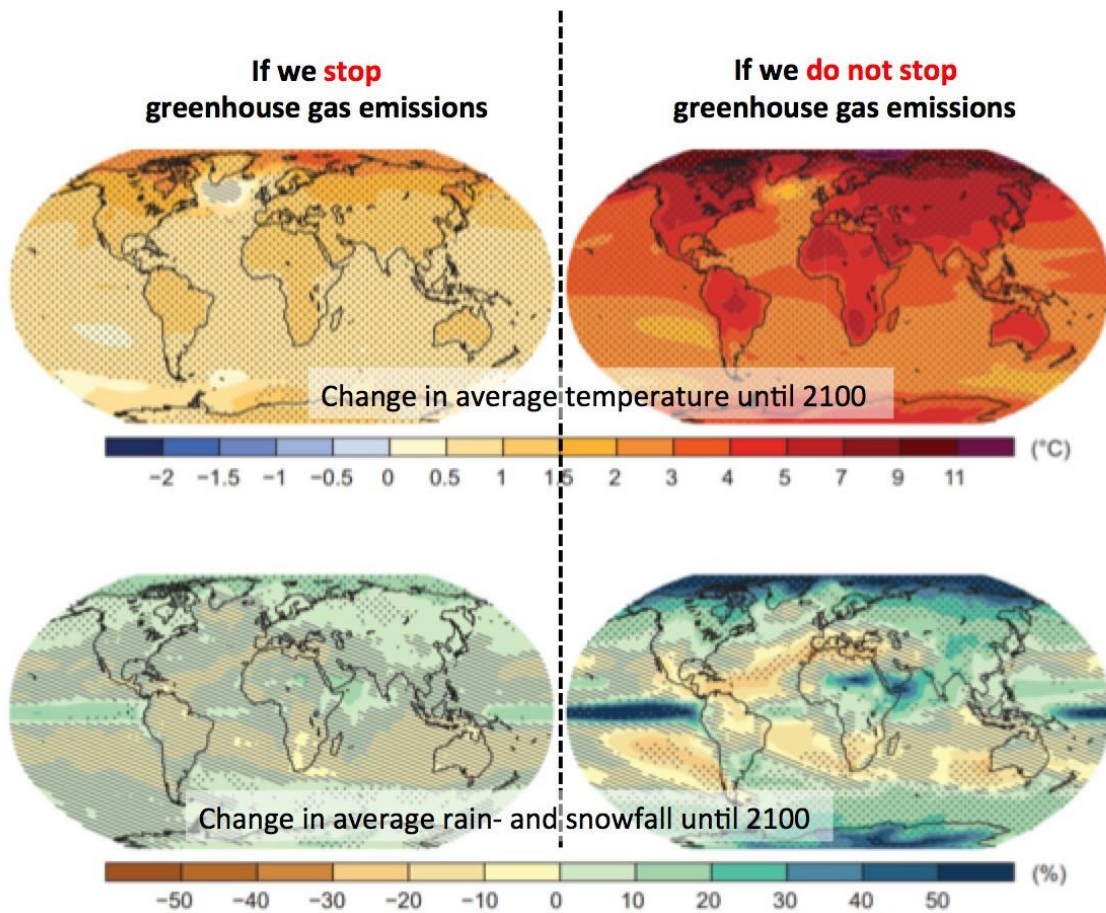 If we stop
greenhouse gas emissions
If we do not stop
greenhouse gas emissions
Change in average temperature until 2100
(°C)
−2 −1.5 −1 −0.5 0 0.5 1 1.5 2 3 4 5 7 9 11
Change in average rain- and snowfall until 2100
(%)
−50 −40 −30 −20 −10 0 10 20 30 40 50